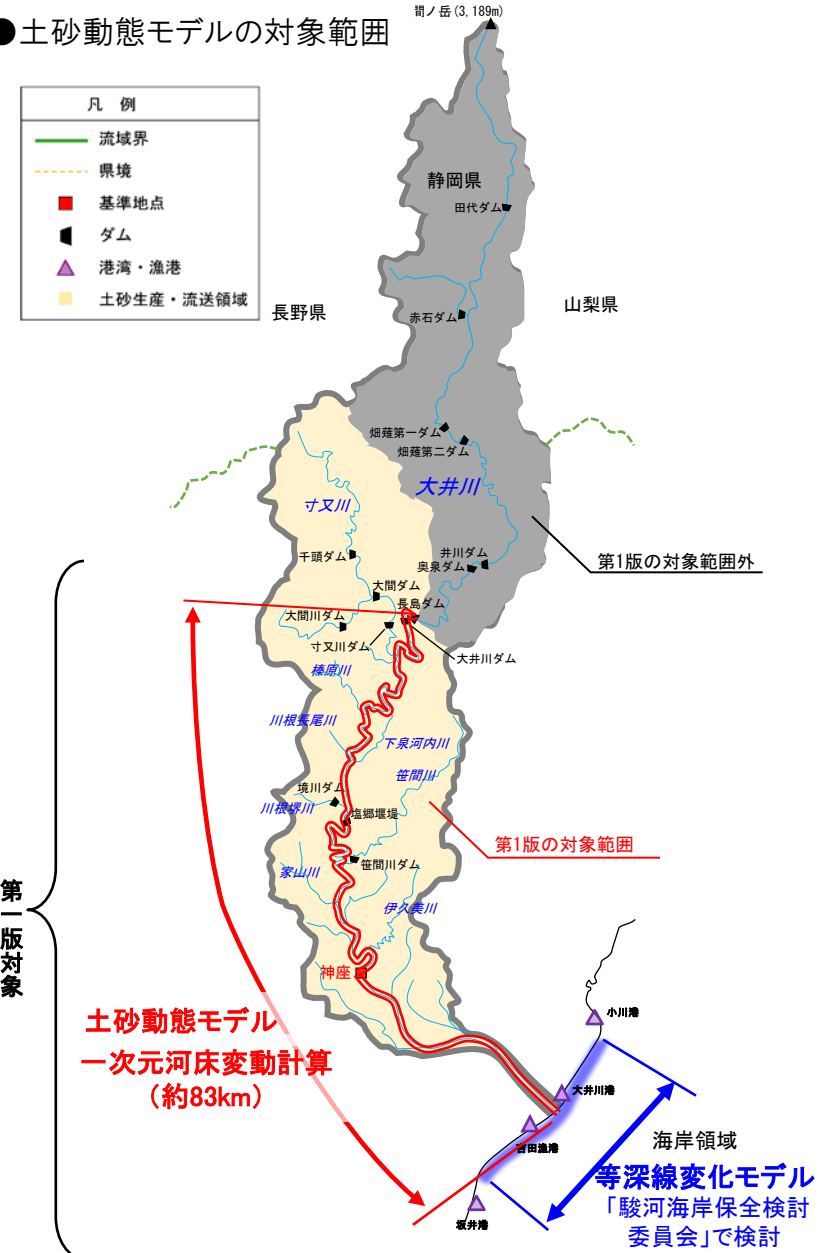 間ノ岳(3,189m)
●土砂動態モデルの対象範囲
凡 例
流域界
県境
基準地点
ダム
港湾・漁港
土砂生産・流送領域
静岡県
田代ダム
長野県
山梨県
赤石ダム
畑薙第一ダム
畑薙第二ダム
大井川
寸又川
千頭ダム
井川ダム
奥泉ダム
第1版の対象範囲外
大間ダム
長島ダム
大間川ダム
寸又川ダム
大井川ダム
榛原川
川根長尾川
下泉河内川
笹間川
境川ダム
川根境川
塩郷堰堤
第1版の対象範囲
笹間川ダム
家山川
伊久美川
第一版対象
神座
土砂動態モデル
一次元河床変動計算
(約83km)
小川港
大井川港
吉田漁港
坂井港
海岸領域
等深線変化モデル
「駿河海岸保全検討
委員会」で検討